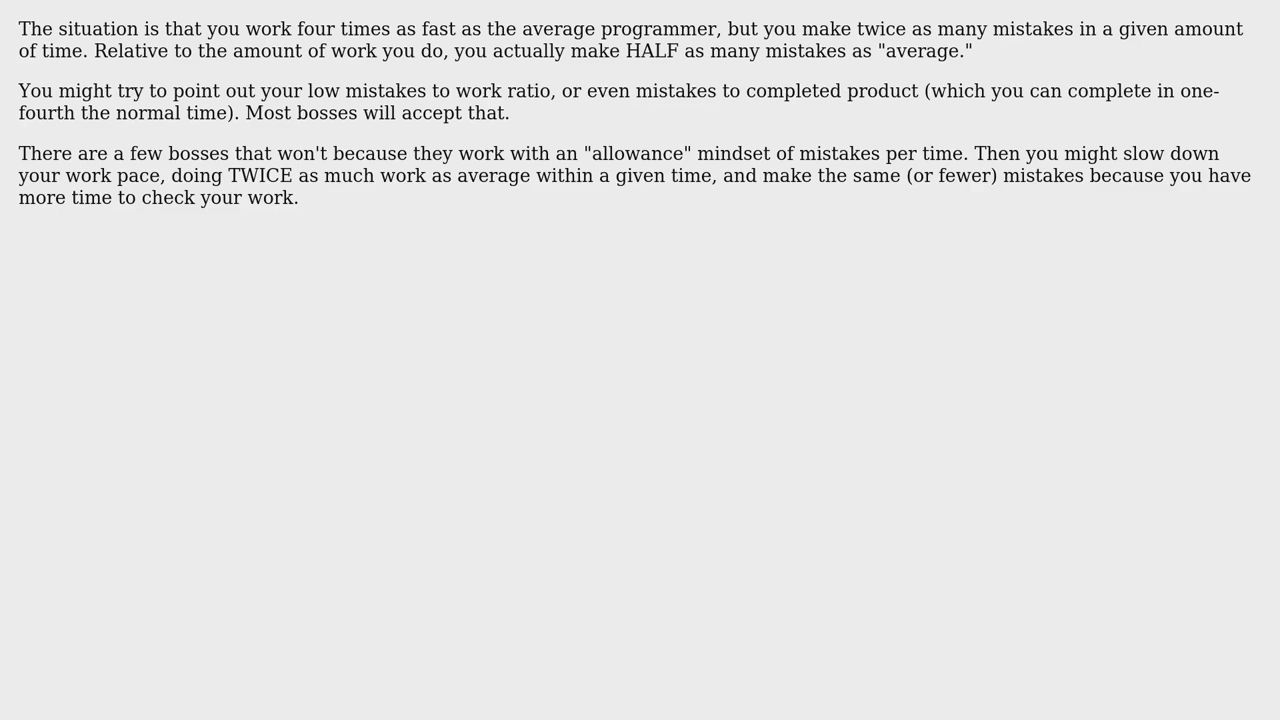 The situation is that you work four times as fast as the average programmer, but you make twice as many mistakes in a given amount
of time. Relative to the amount of work you do, you actually make HALF as many mistakes as "average."
You might try to point out your low mistakes to work ratio, or even mistakes to completed product (which you can complete in one-
fourth the normal time). Most bosses will accept that.
There are a few bosses that won't because they work with an "allowance" mindset of mistakes per time. Then you might slow down
your work pace, doing TWICE as much work as average within a given time, and make the same (or fewer) mistakes because you have
more time to check your work.